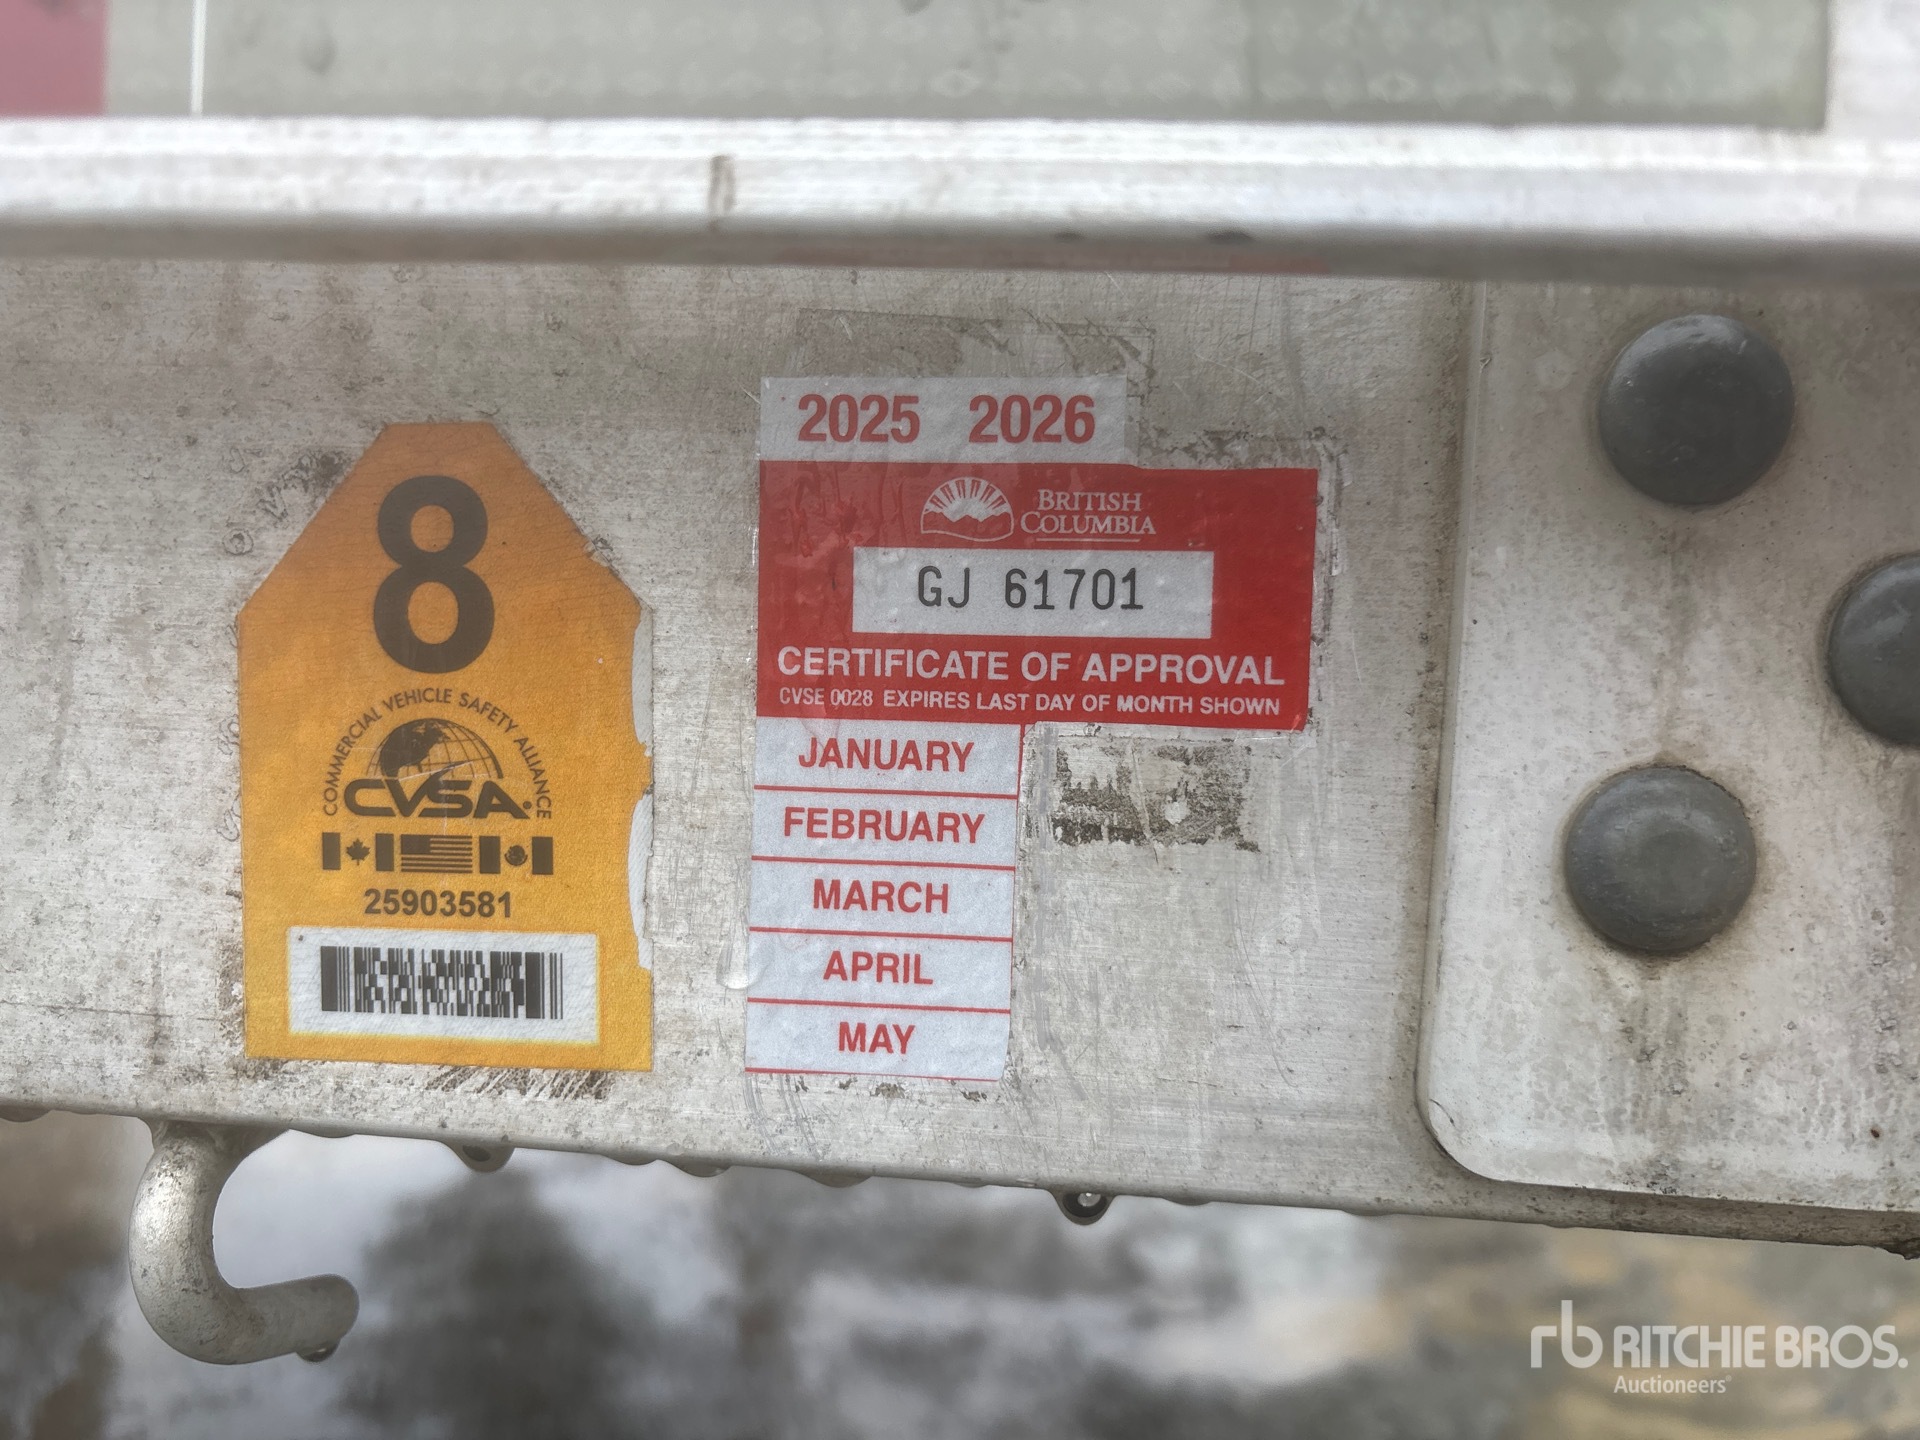 8
COMMERCIAL VEHICLE SAFETY ALLIANCE
CVSA
25903581
2025 2026
BRITISH
COLUMBIA
GJ 61701
CERTIFICATE OF APPROVAL
CVSE 0028 EXPIRES LAST DAY OF MONTH SHOWN
JANUARY
FEBRUARY
MARCH
APRIL
MAY
rb RITCHIE BROS.
Auctioneers